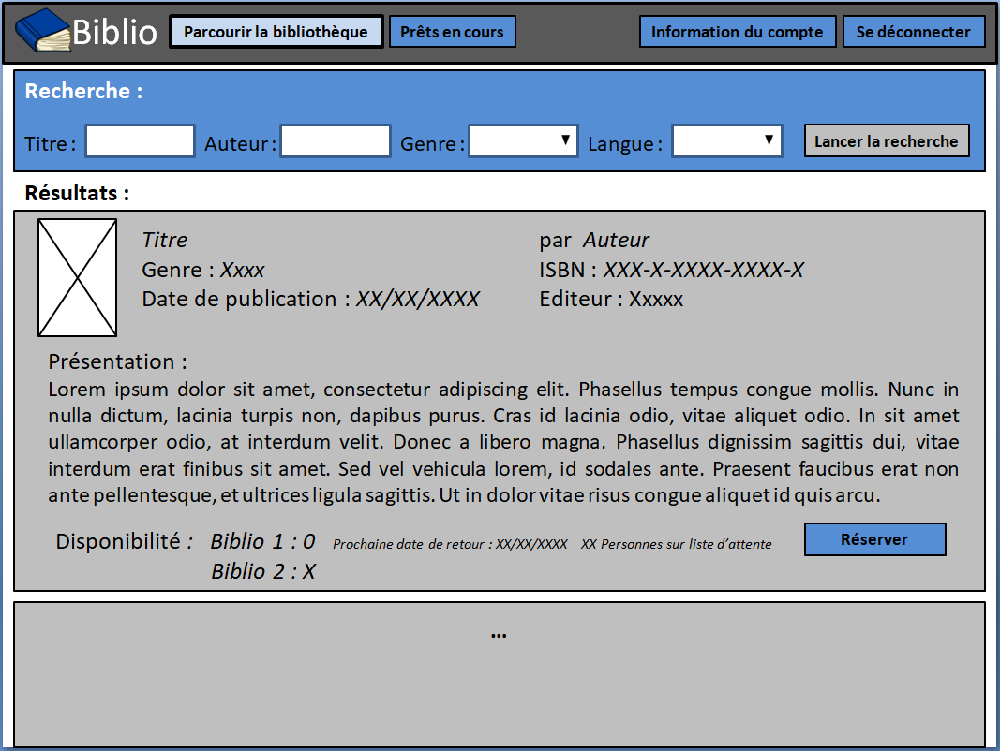 Biblio Parcourir la bibliothèque Prêts en cours Information du compte Se déconnecter
Recherche :
Titre : Auteur : Genre : Langue : Lancer la recherche
Résultats :
Titre par Auteur
Genre : Xxxx ISBN : XXX-X-XXXX-XXXX-X
Date de publication : XX/XX/XXXX Editeur : Xxxxx
Présentation :
Lorem ipsum dolor sit amet, consectetur adipiscing elit. Phasellus tempus congue mollis. Nunc in
nulla dictum, lacinia turpis non, dapibus purus. Cras id lacinia odio, vitae aliquet odio. In sit amet
ullamcorper odio, at interdum velit. Donec a libero magna. Phasellus dignissim sagittis dui, vitae
interdum erat finibus sit amet. Sed vel vehicula lorem, id sodales ante. Praesent faucibus erat non
ante pellentesque, et ultrices ligula sagittis. Ut in dolor vitae risus congue aliquet id quis arcu.
Disponibilité : Biblio 1 : 0 Prochaine date de retour : XX/XX/XXXX XX Personnes sur liste d’attente Réserver
Biblio 2 : X
...